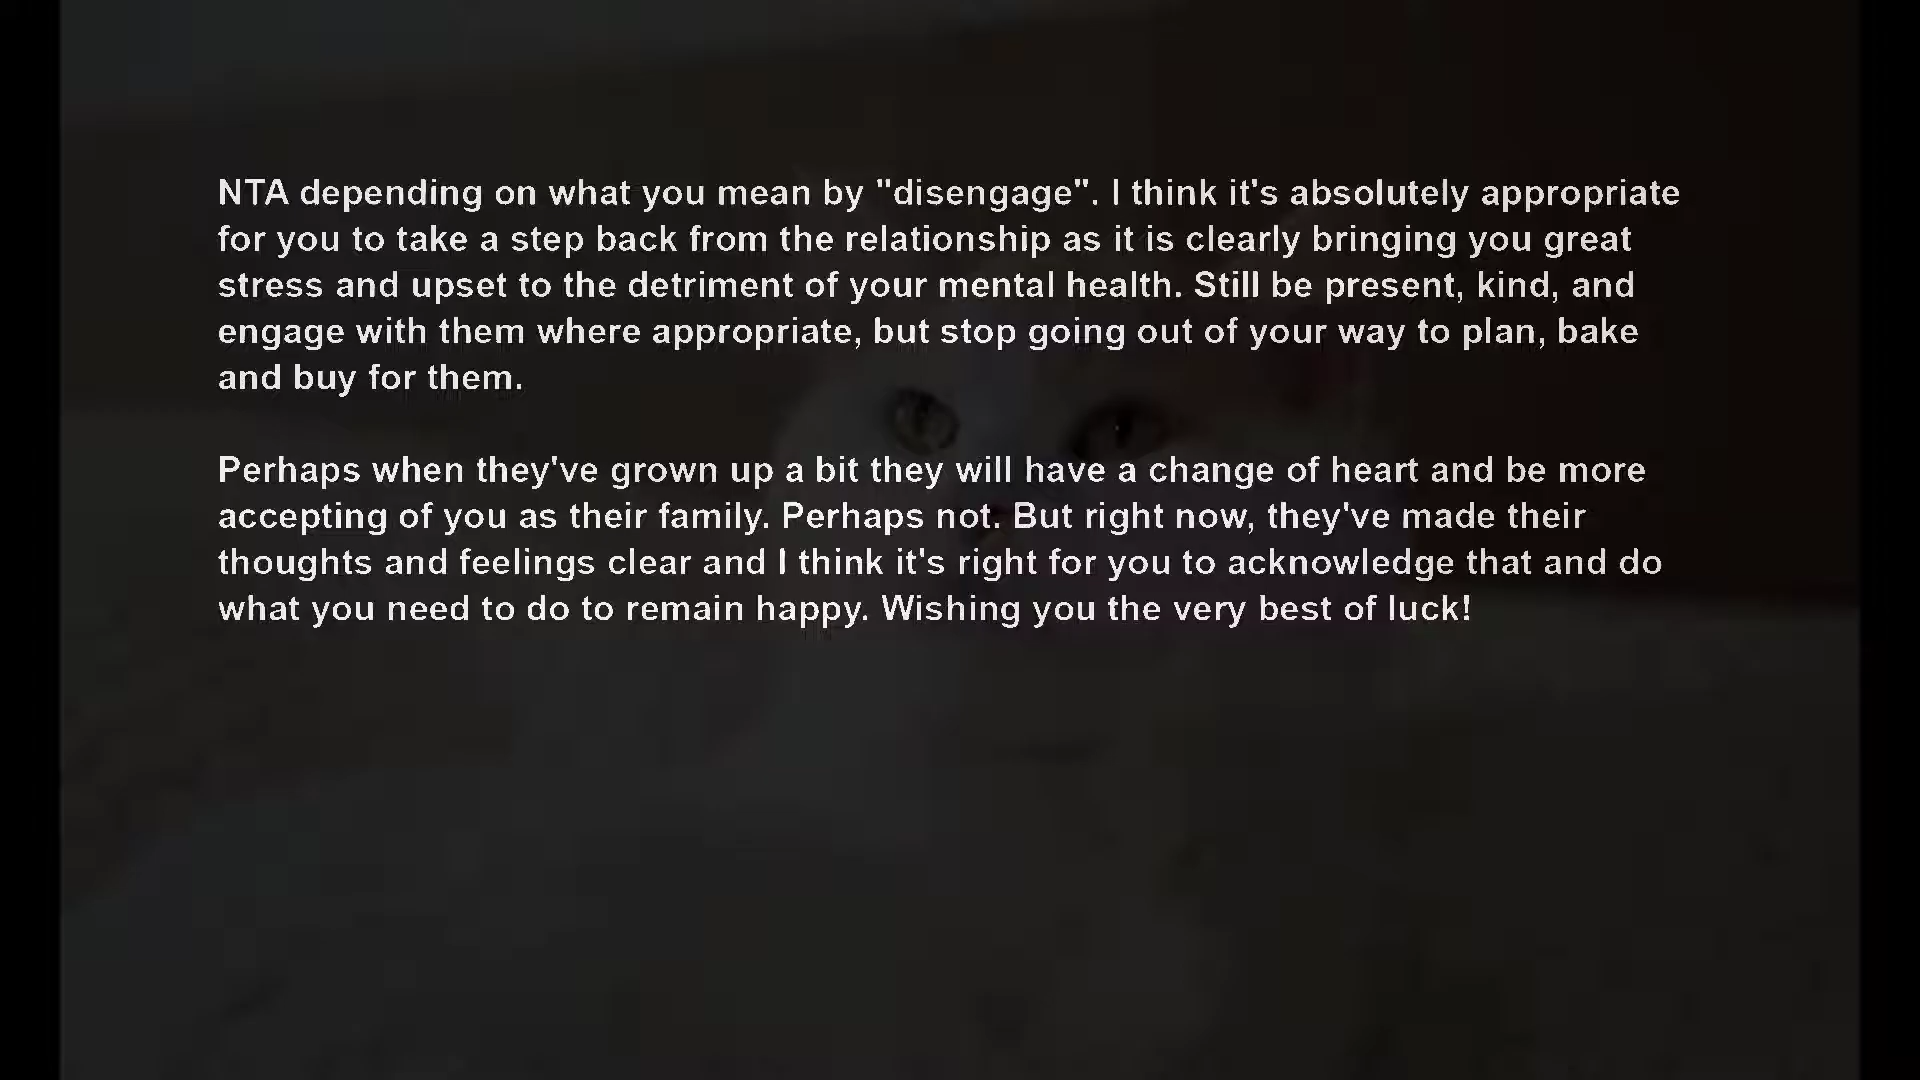 NTA depending on what you mean by "disengage". I think it's absolutely appropriate
for you to take a step back from the relationship as it is clearly bringing you great
stress and upset to the detriment of your mental health. Still be present, kind, and
engage with them where appropriate, but stop going out of your way to plan, bake
and buy for them.
Perhaps when they've grown up a bit they will have a change of heart and be more
accepting of you as their family. Perhaps not. But right now, they've made their
thoughts and feelings clear and I think it's right for you to acknowledge that and do
what you need to do to remain happy. Wishing you the very best of luck!